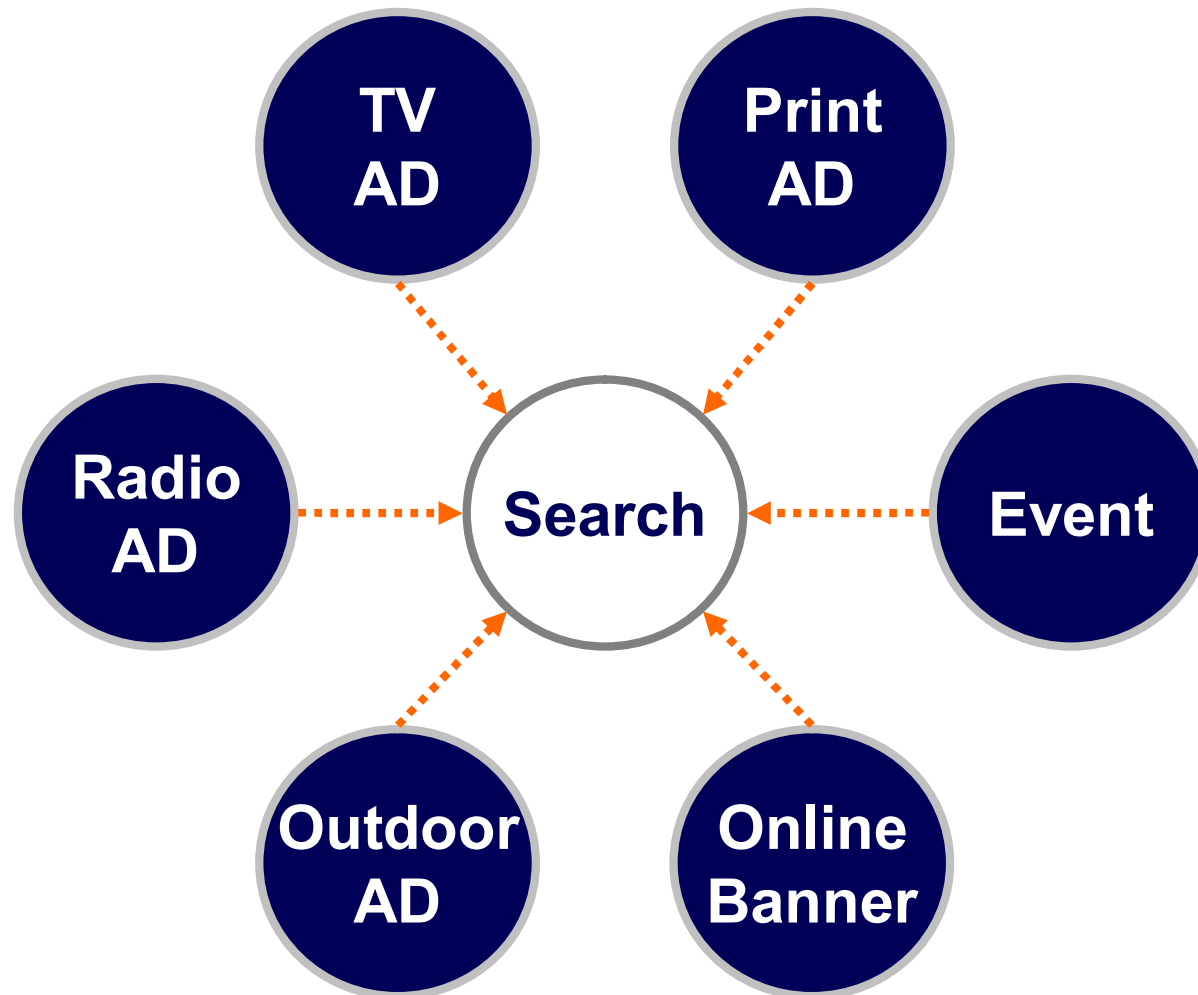 TV
AD
Print
AD
Radio
AD
Search
Event
Outdoor
AD
Online
Banner